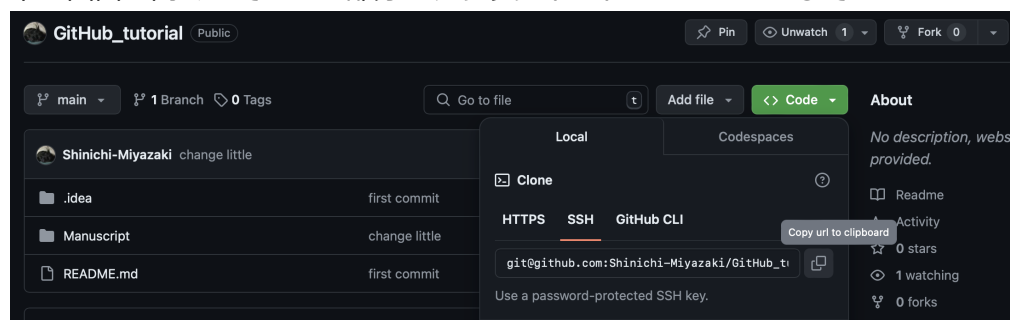 GitHub_tutorial Public
Pin Unwatch 1 Fork 0
main 1 Branch 0 Tags Go to file t Add file <> Code About
Local Codespaces
No description, webs
provided.
Shinichi-Miyazaki change little
Clone
.idea first commit
Readme
HTTPS SSH GitHub CLI
Activity
Copy url to clipboard
Manuscript change little
0 stars
git@github.com:Shinichi-Miyazaki/GitHub_tu
README.md first commit
1 watching
Use a password-protected SSH key.
0 forks